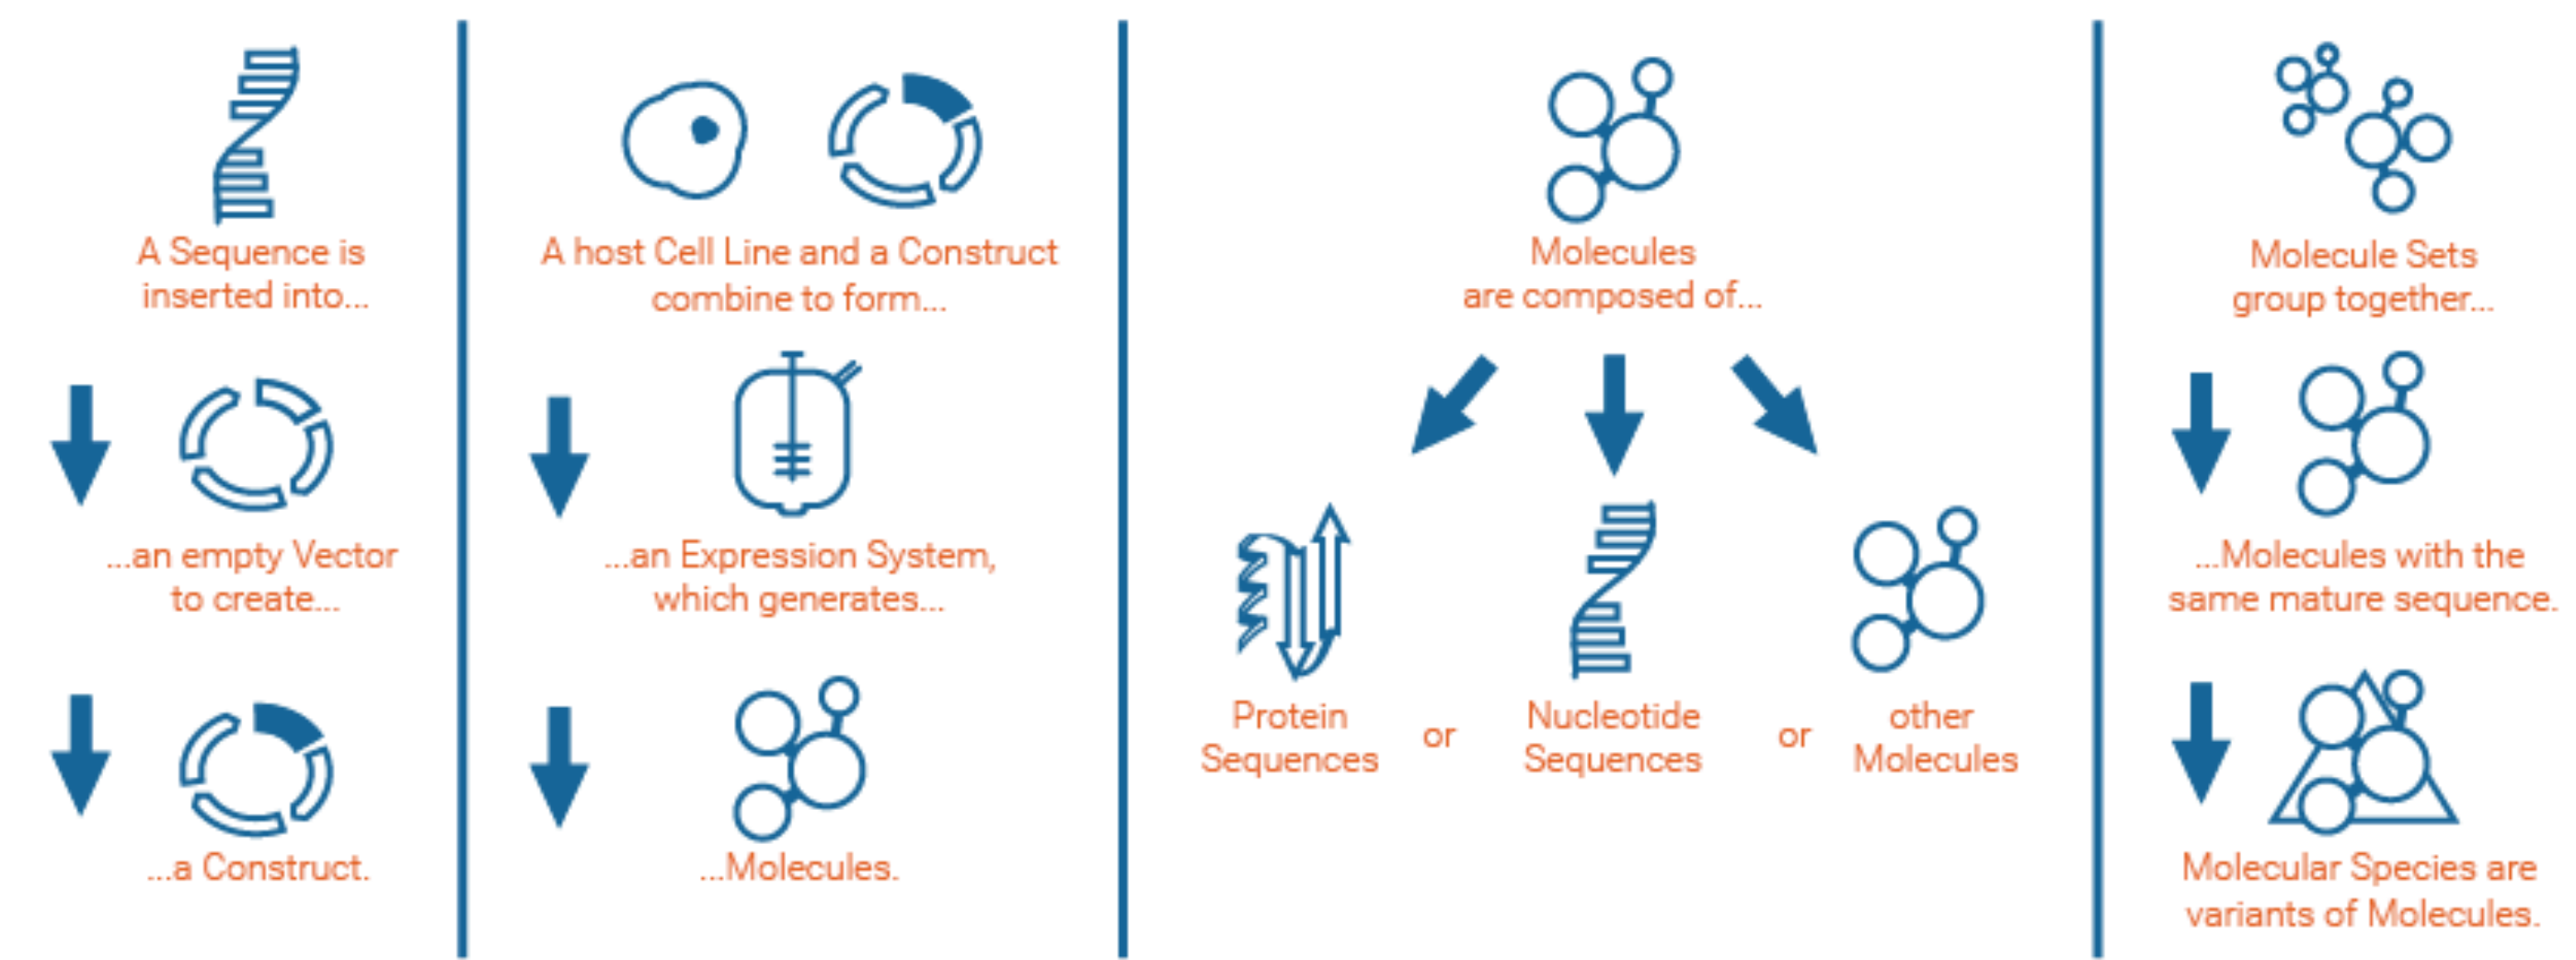 A Sequence is
inserted into...
...an empty Vector
to create...
...a Construct.
A host Cell Line and a Construct
combine to form...
...an Expression System,
which generates...
...Molecules.
Molecules
are composed of...
Protein
Sequences
or
Nucleotide
Sequences
or
other
Molecules
Molecule Sets
group together...
...Molecules with the
same mature sequence.
Molecular Species are
variants of Molecules.